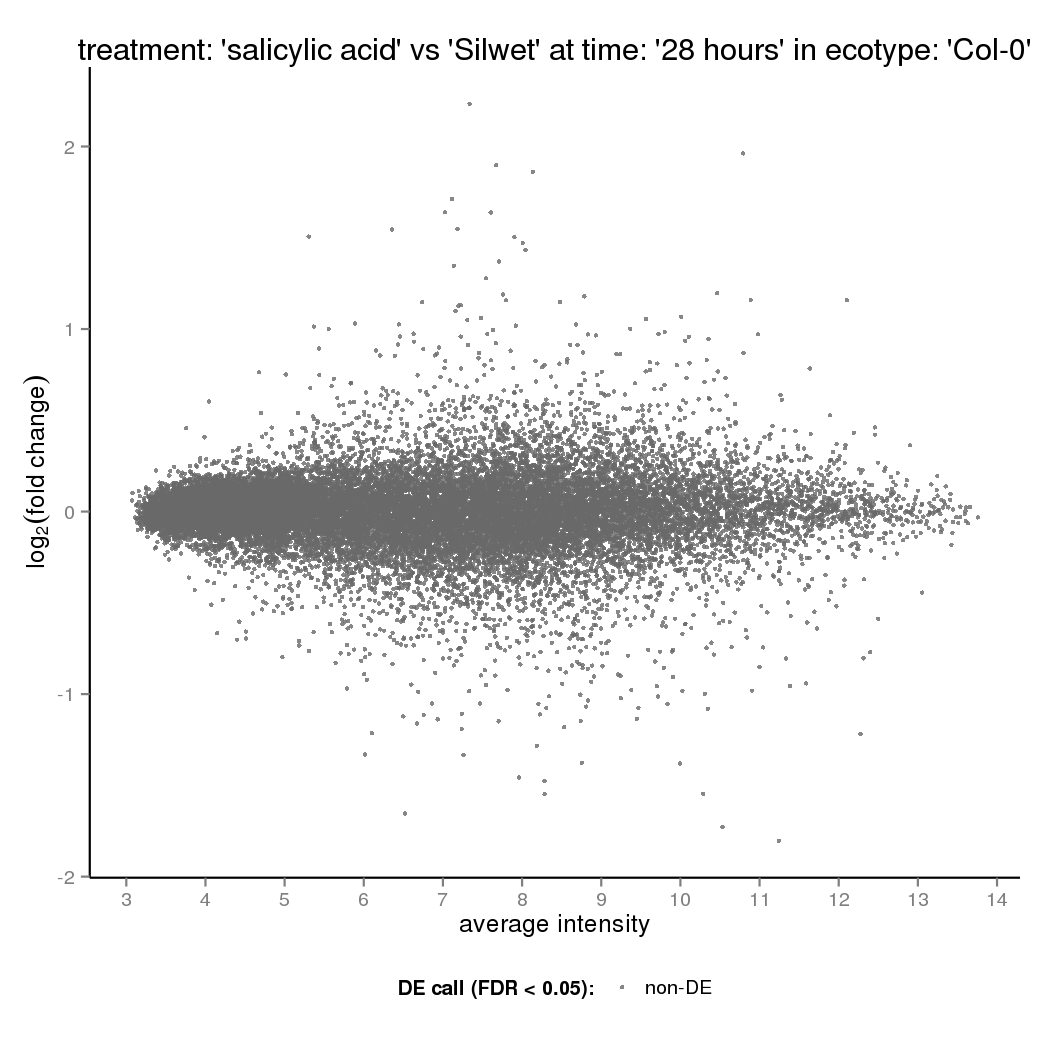 treatment: 'salicylic acid' vs 'Silwet' at time: '28 hours' in ecotype: 'Col-0'
log₂(fold change)
2
1
0
-1
-2
3 4 5 6 7 8 9 10 11 12 13 14
average intensity
DE call (FDR < 0.05): non-DE